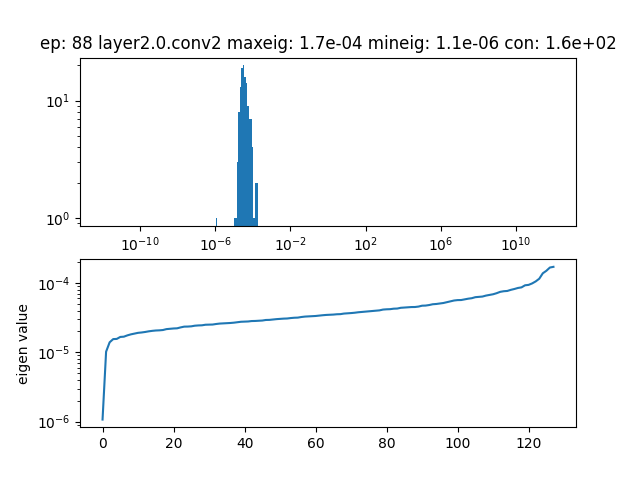 ep: 88 layer2.0.conv2 maxeig: 1.7e-04 mineig: 1.1e-06 con: 1.6e+02
10¹
10⁰
10⁻¹⁰ 10⁻⁶ 10⁻² 10² 10⁶ 10¹⁰
10⁻⁴
10⁻⁵
10⁻⁶
eigen value
0 20 40 60 80 100 120